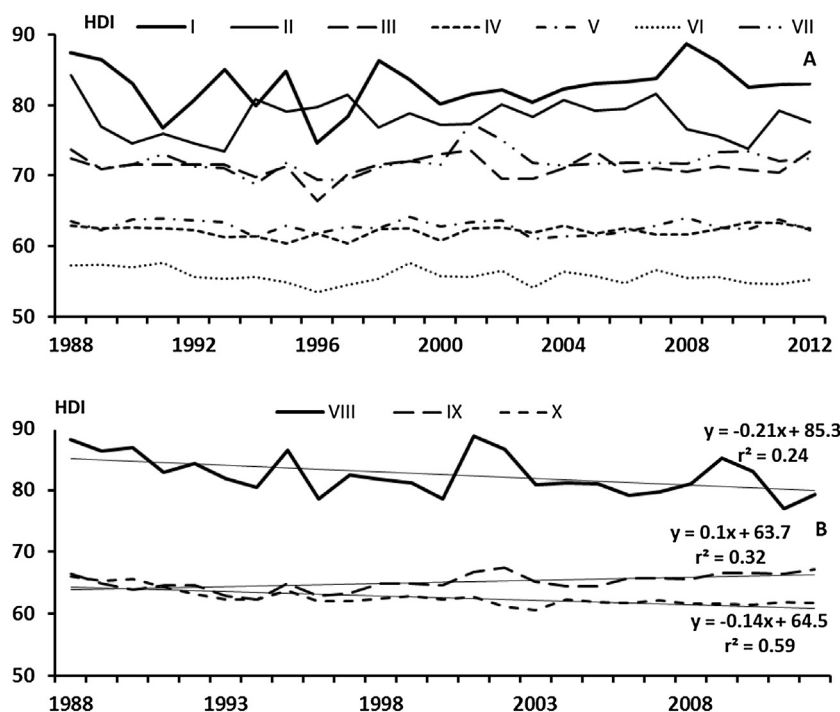 HDI I II III IV V VI VII
90
A
80
70
60
50
1988 1992 1996 2000 2004 2008 2012
HDI
VIII IX X
90
y = -0.21x + 85.3
r² = 0.24
80
B
y = 0.1x + 63.7
r² = 0.32
70
60
y = -0.14x + 64.5
r² = 0.59
50
1988 1993 1998 2003 2008